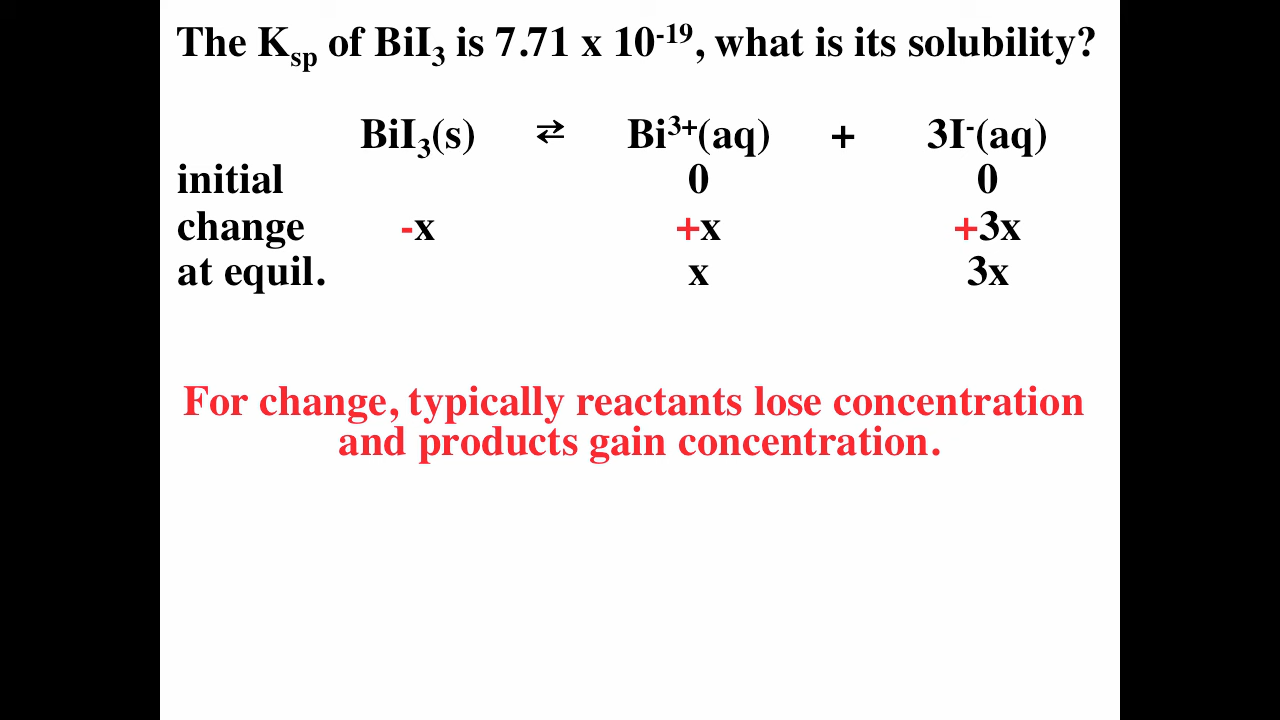 The Kₛₚ of BiI₃ is 7.71 x 10⁻¹⁹, what is its solubility?
BiI₃(s) ⇄ Bi³⁺(aq) + 3I⁻(aq)
initial 0 0
change -x +x +3x
at equil. x 3x
For change, typically reactants lose concentration
and products gain concentration.